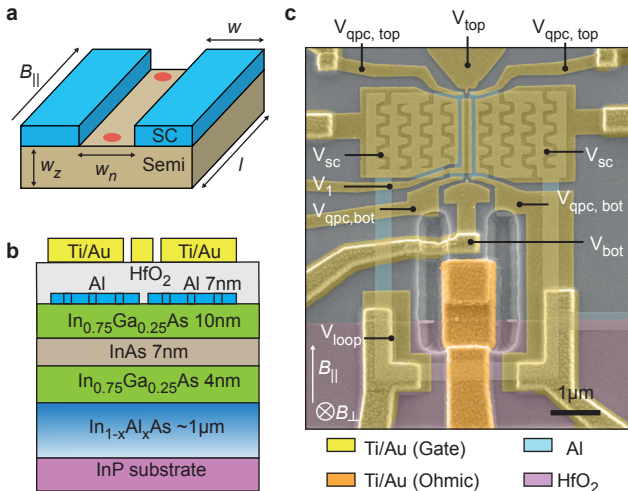 a
w
B||
SC
Semi
wz
wn
l
b
Ti/Au
Ti/Au
HfO2
Al
Al 7nm
In0.75Ga0.25As 10nm
InAs 7nm
In0.75Ga0.25As 4nm
In1-xAlxAs ~1μm
InP substrate
c
Vqpc, top
Vtop
Vqpc, top
Vsc
Vsc
V1
Vqpc,bot
Vqpc, bot
Vbot
Vloop
B||
B⊥
1μm
Ti/Au (Gate)
Al
Ti/Au (Ohmic)
HfO2